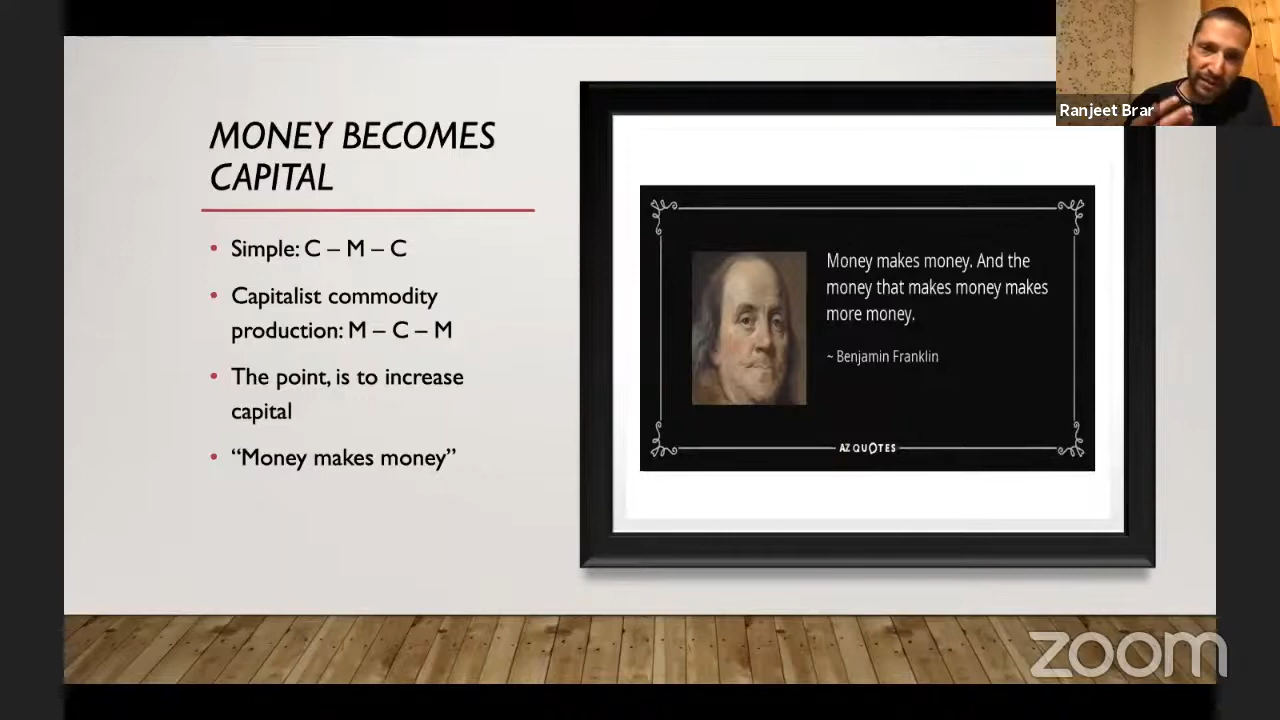 Ranjeet Brar
MONEY BECOMES
CAPITAL
• Simple: C – M – C
• Capitalist commodity
production: M – C – M
• The point, is to increase
capital
• “Money makes money”
Money makes money. And the
money that makes money makes
more money.
~ Benjamin Franklin
AZ QUOTES
zoom